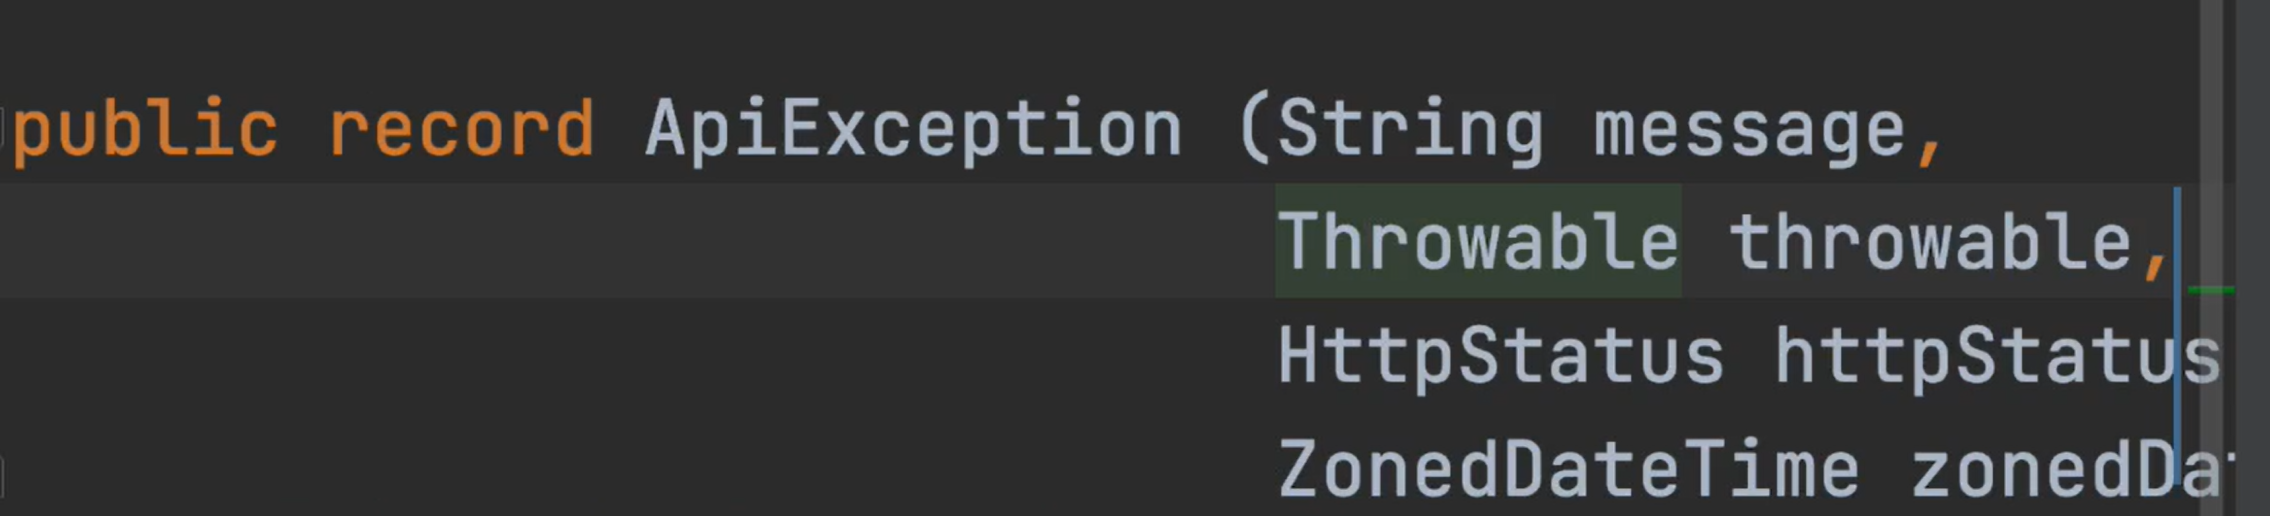 public record ApiException (String message,
Throwable throwable,
HttpStatus httpStatus
ZonedDateTime